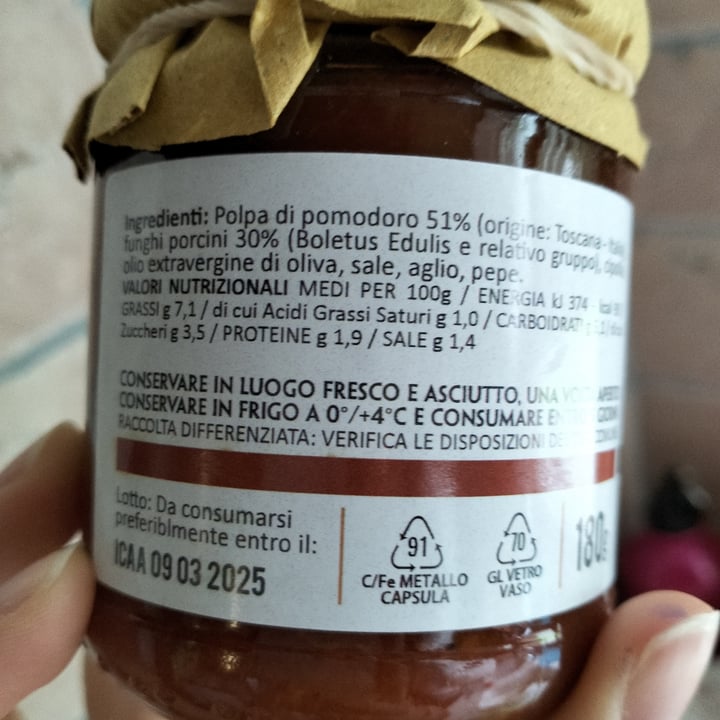 Ingredienti: Polpa di pomodoro 51% (origine: Toscana -
funghi porcini 30% (Boletus Edulis e relativo gruppo),
olio extravergine di oliva, sale, aglio, pepe.
VALORI NUTRIZIONALI MEDI PER 100g / ENERGIA kJ 374
GRASSI g 7,1 / di cui Acidi Grassi Saturi g 1,0 / CARBOIDRATI
Zuccheri g 3,5 / PROTEINE g 1,9 / SALE g 1,4
CONSERVARE IN LUOGO FRESCO E ASCIUTTO, UNA
CONSERVARE IN FRIGO A 0°/+4°C E CONSUMARE
RACCOLTA DIFFERENZIATA: VERIFICA LE DISPOSIZIONI
Lotto: Da consumarsi
preferiblmente entro il:
ICAA 09 03 2025
91
C/Fe METALLO
CAPSULA
70
GL VETRO
VASO
180g